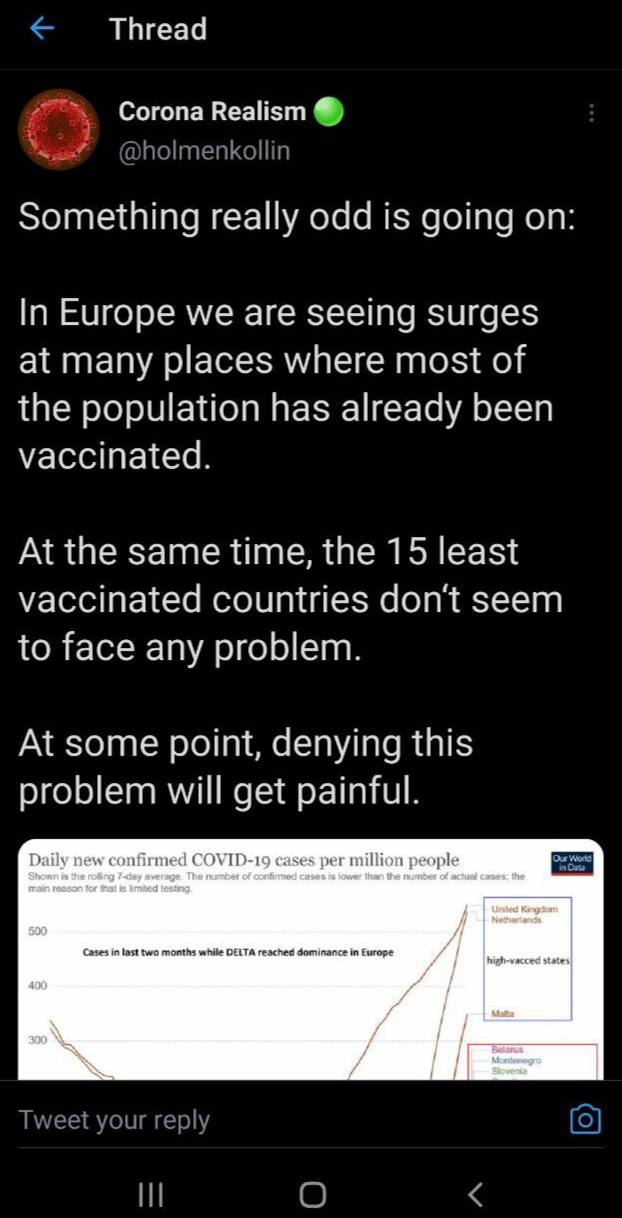 Thread
Corona Realism
@holmenkollin
Something really odd is going on:
In Europe we are seeing surges
at many places where most of
the population has already been
vaccinated.
At the same time, the 15 least
vaccinated countries don‘t seem
to face any problem.
At some point, denying this
problem will get painful.
Daily new confirmed COVID-19 cases per million people
Our World
in Data
Shown is the rolling 7-day average. The number of confirmed cases is lower than the number of actual cases; the
main reason for that is limited testing.
United Kingdom
Netherlands
500
Cases in last two months while DELTA reached dominance in Europe
high-vacced states
400
Malta
300
Belarus
Montenegro
Slovenia
Tweet your reply